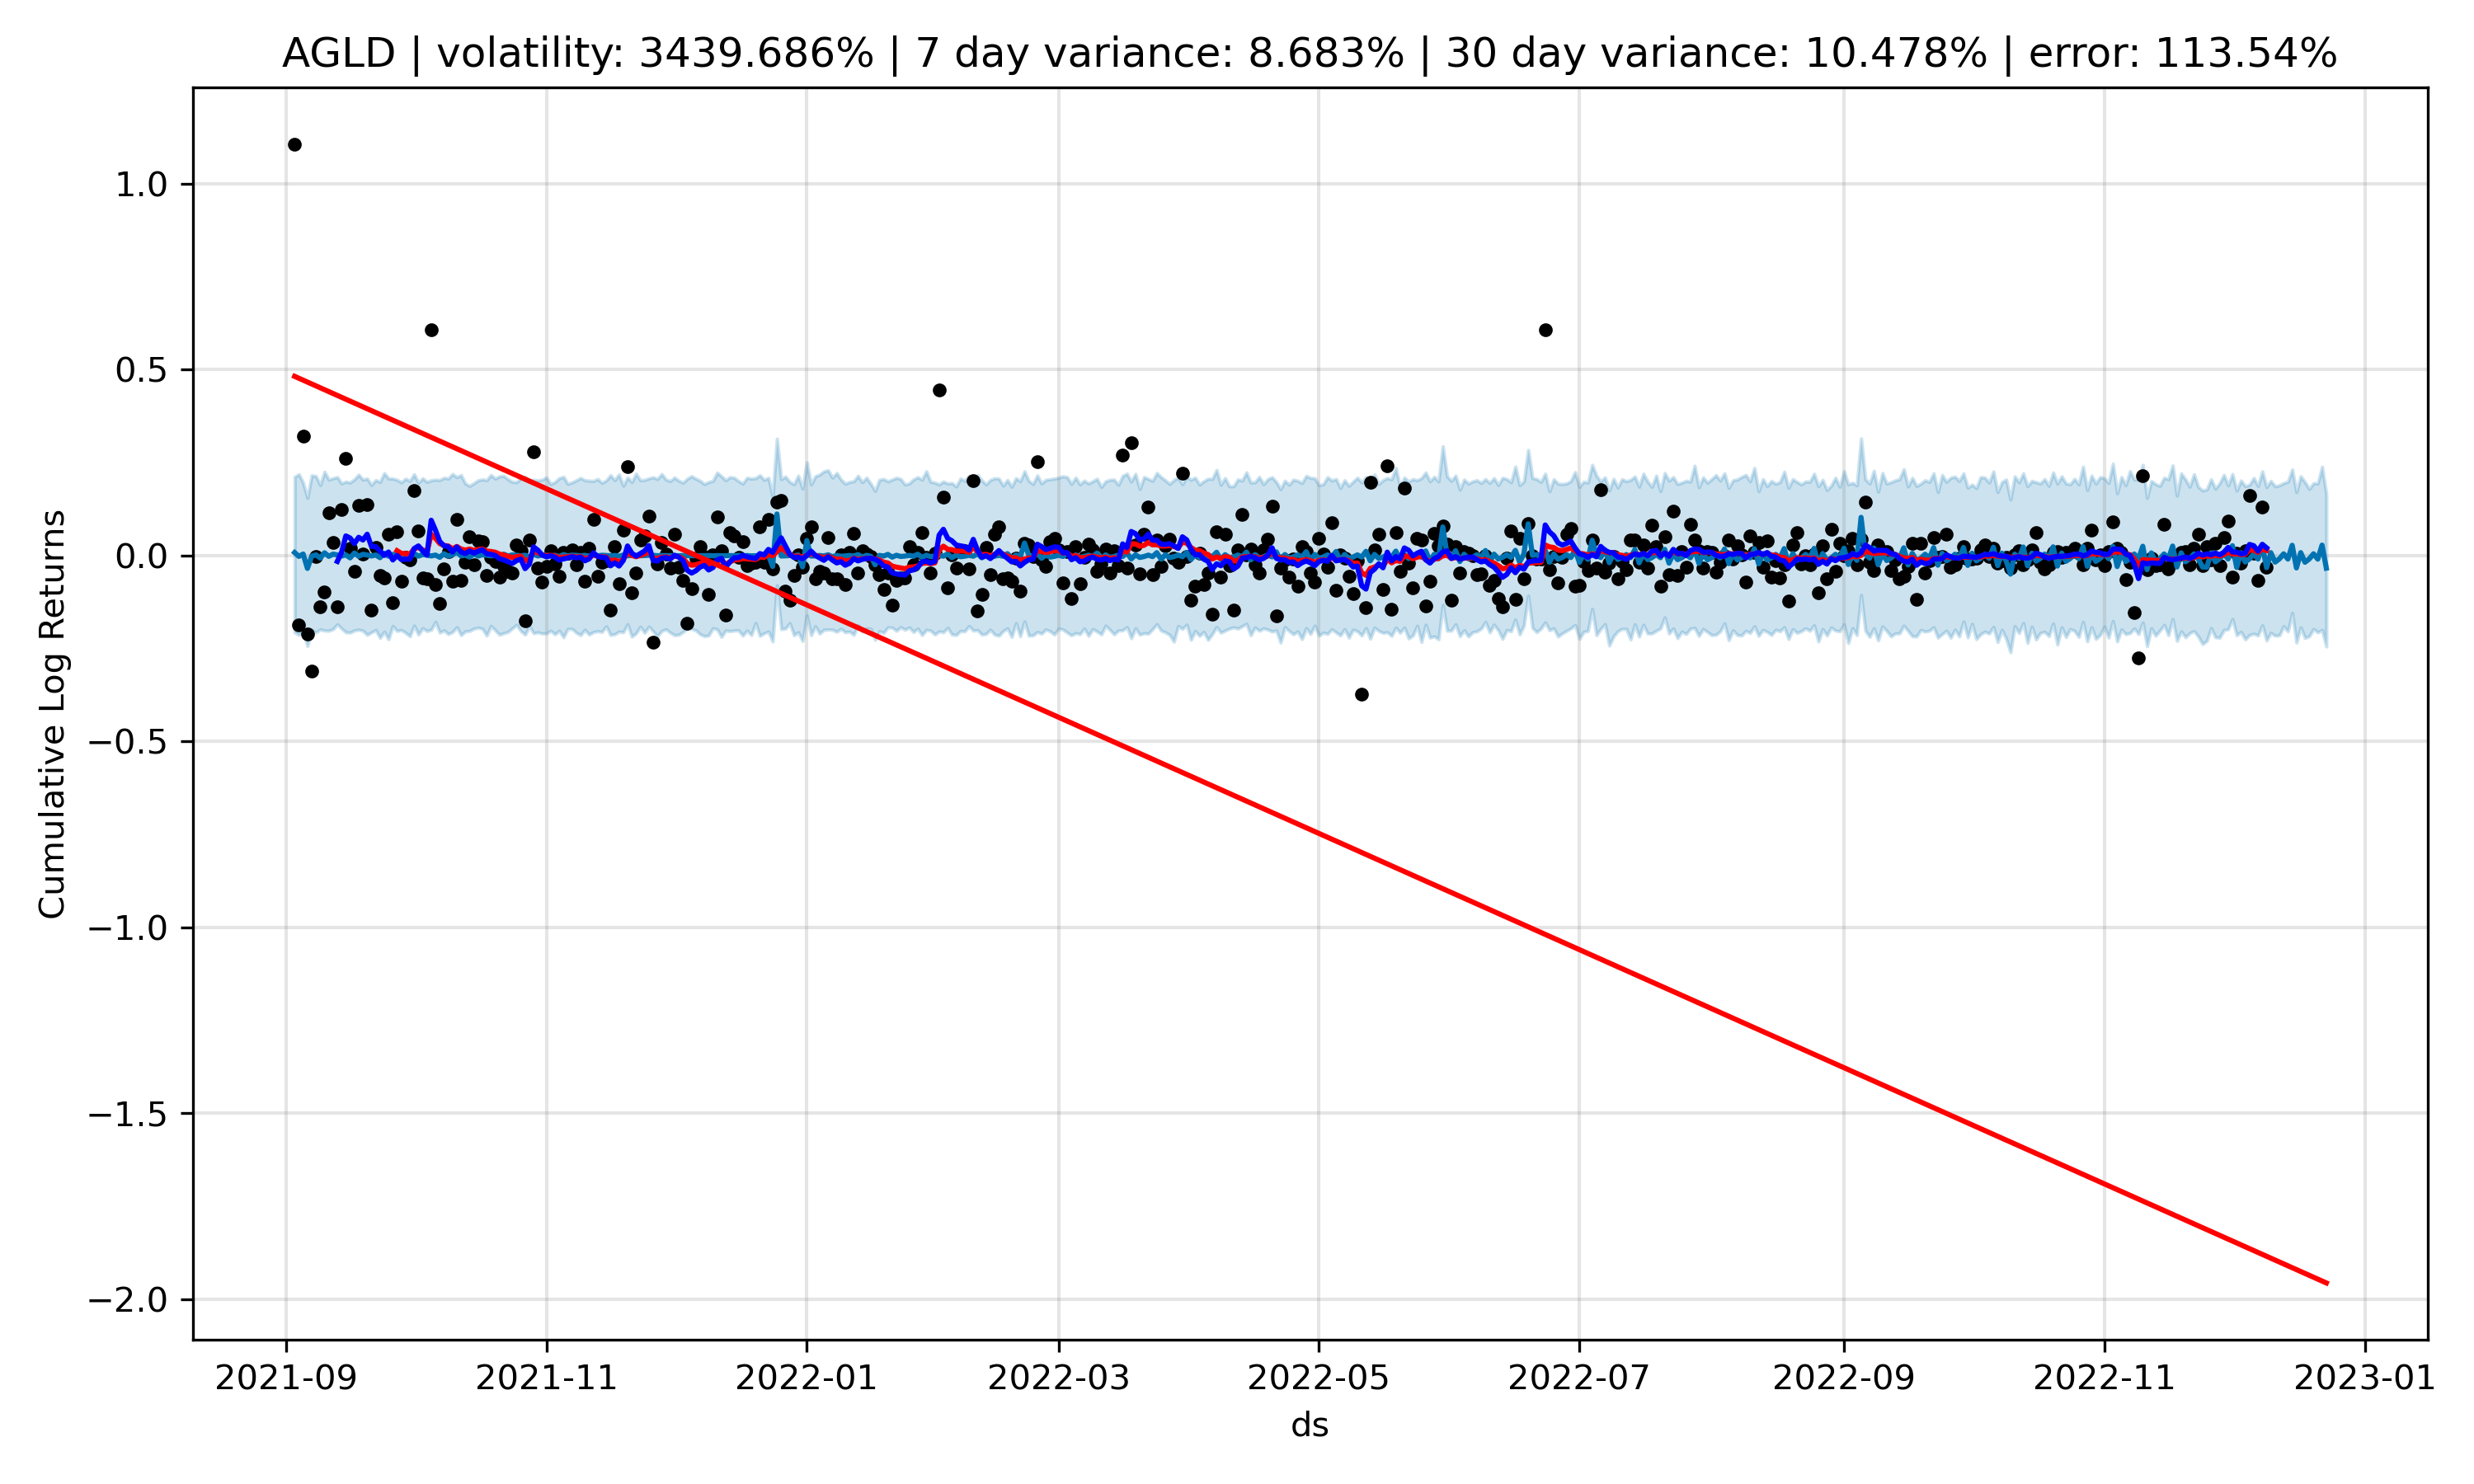 AGLD | volatility: 3439.686% | 7 day variance: 8.683% | 30 day variance: 10.478% | error: 113.54%
Cumulative Log Returns
1.0
0.5
0.0
−0.5
−1.0
−1.5
−2.0
2021-09 2021-11 2022-01 2022-03 2022-05 2022-07 2022-09 2022-11 2023-01
ds